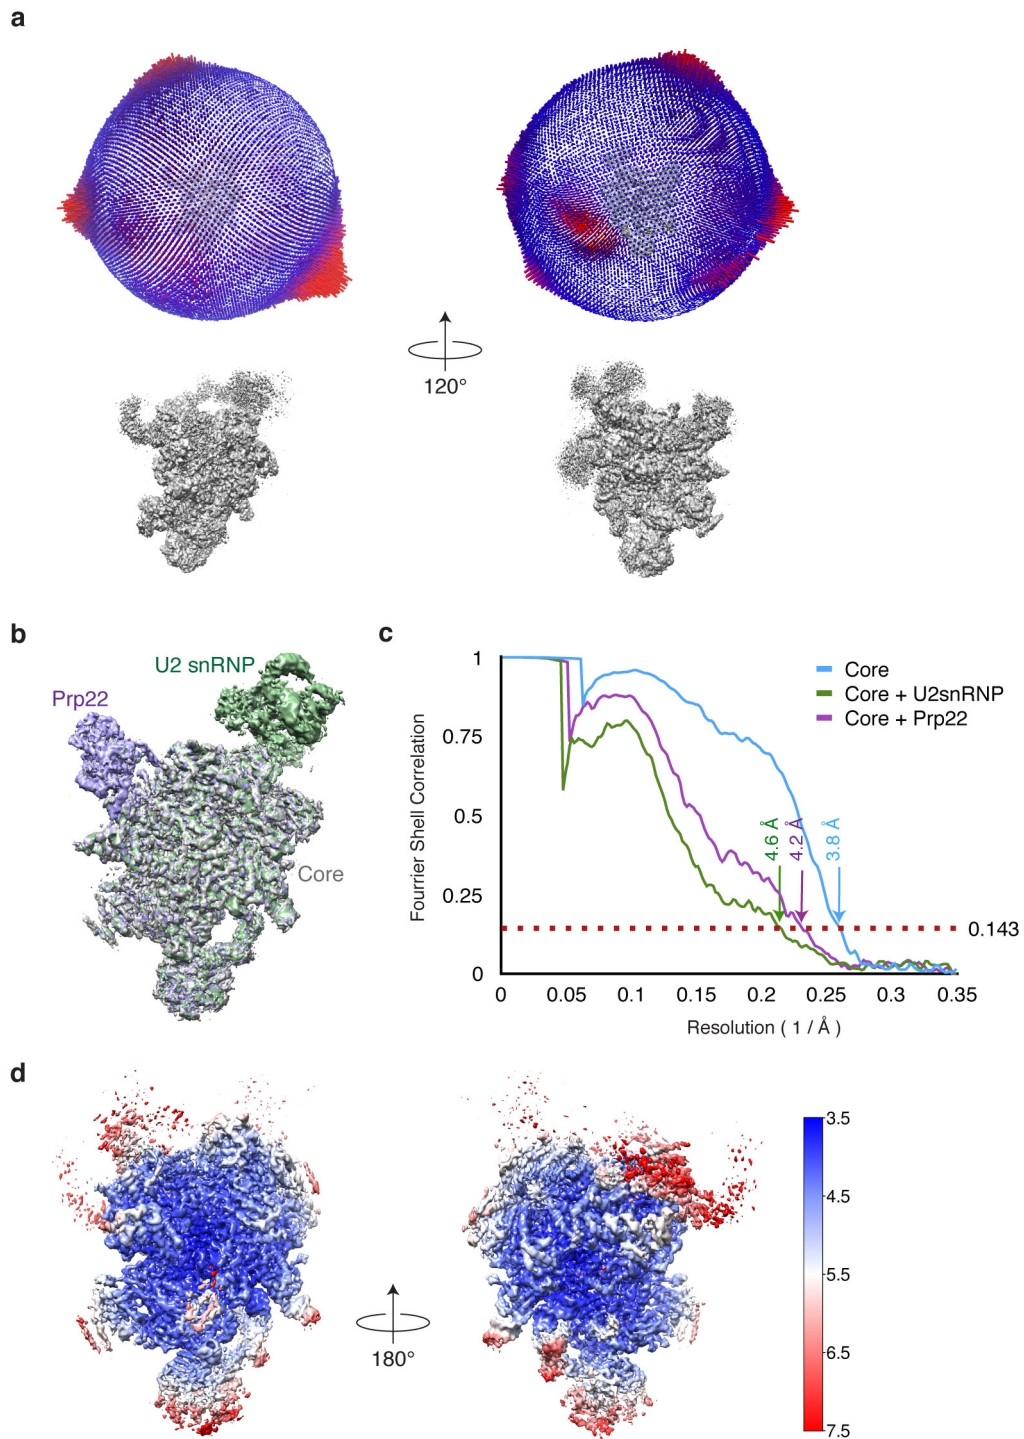 a
120°
b
U2 snRNP
Prp22
Core
c
1
0.75
0.5
0.25
0
Fourrier Shell Correlation
Core
Core + U2snRNP
Core + Prp22
4.6 Å
4.2 Å
3.8 Å
0.143
0 0.05 0.1 0.15 0.2 0.25 0.3 0.35
Resolution ( 1 / Å )
d
180°
3.5
4.5
5.5
6.5
7.5